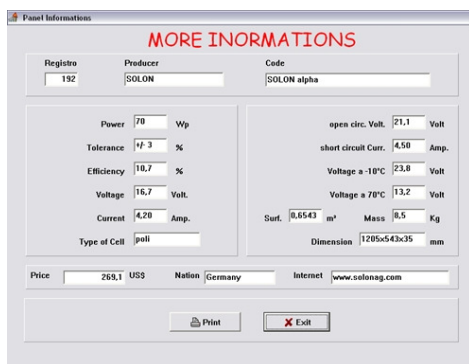 Panel Informations
MORE INORMATIONS
Registro Producer Code
192 SOLON SOLON alpha
Power 70 Wp open circ. Volt. 21,1 Volt
Tolerance +/- 3 % short circuit Curr. 4,50 Amp.
Efficiency 10,7 % Voltage a -10°C 23,8 Volt
Voltage 16,7 Volt. Voltage a 70°C 13,2 Volt
Current 4,20 Amp. Surf. 0,6543 m² Mass 8,5 Kg
Type of Cell poli Dimension 1205x543x35 mm
Price 269,1 US$ Nation Germany Internet www.solonag.com
Print Exit